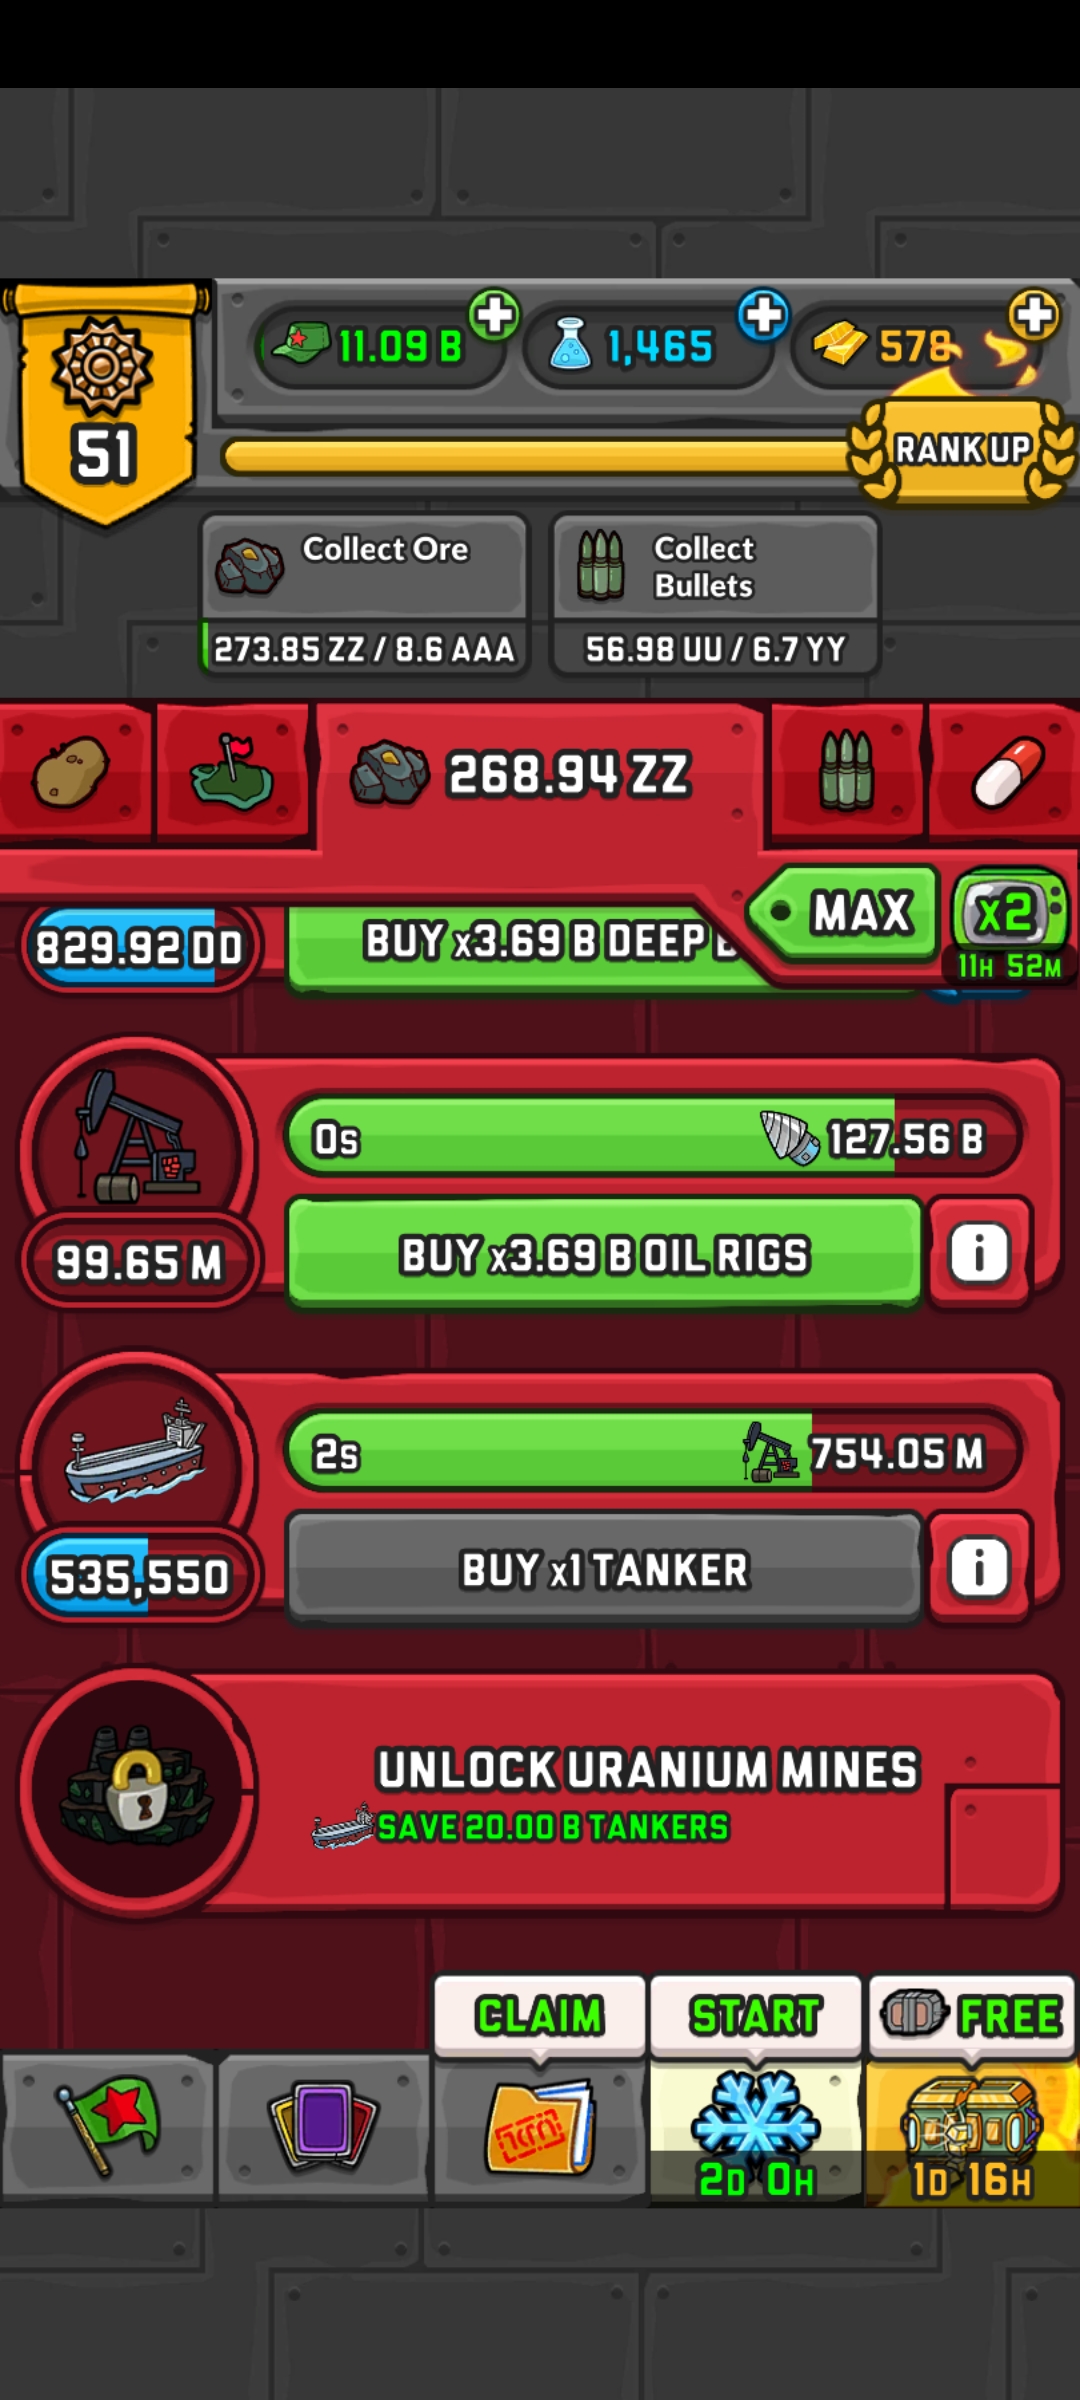 11.09 B
1,465
578
51
RANK UP
Collect Ore
273.85 ZZ / 8.6 AAA
Collect
Bullets
56.98 UU / 6.7 YY
268.94 ZZ
MAX
x2
11H 52M
829.92 DD
BUY x3.69 B DEEP
0s
127.56 B
99.65 M
BUY x3.69 B OIL RIGS
i
2s
754.05 M
535,550
BUY x1 TANKER
i
UNLOCK URANIUM MINES
SAVE 20.00 B TANKERS
CLAIM
START
FREE
2D 0H
1D 16H